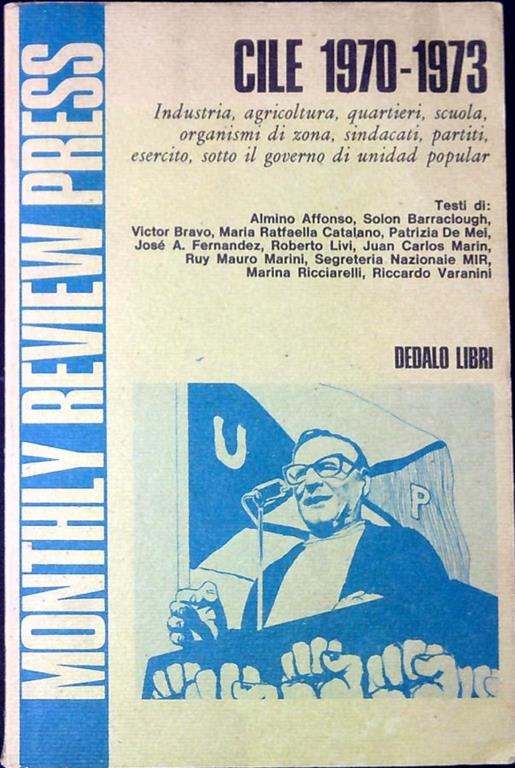 MONTHLY REVIEW PRESS
CILE 1970-1973
Industria, agricoltura, quartieri, scuola,
organismi di zona, sindacati, partiti,
esercito, sotto il governo di unidad popular
Testi di:
Almino Affonso, Solon Barraclough,
Victor Bravo, Maria Raffaella Catalano, Patrizia De Mei,
José A. Fernandez, Roberto Livi, Juan Carlos Marin,
Ruy Mauro Marini, Segreteria Nazionale MIR,
Marina Ricciarelli, Riccardo Varanini
DEDALO LIBRI
U
P